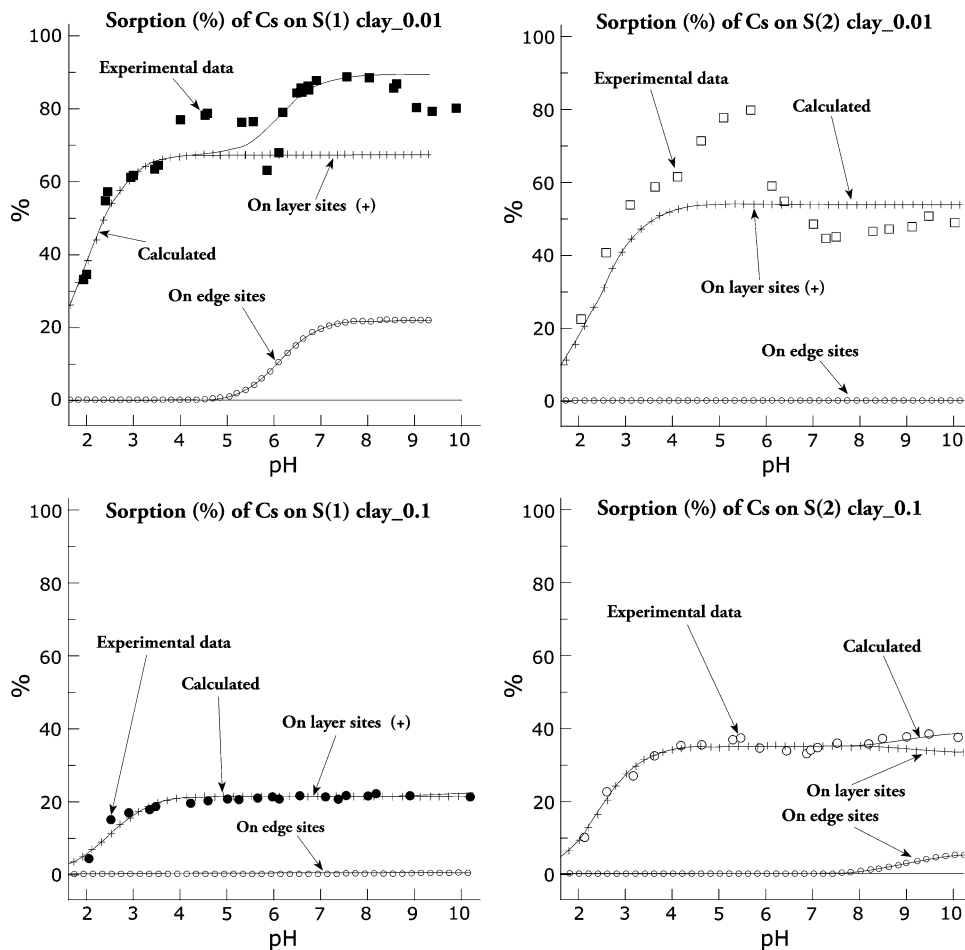 Sorption (%) of Cs on S(1) clay_0.01
100
80
60
40
20
0
%
Experimental data
On layer sites (+)
Calculated
On edge sites
2 3 4 5 6 7 8 9 10
pH
Sorption (%) of Cs on S(2) clay_0.01
100
80
60
40
20
0
%
Experimental data
Calculated
On layer sites (+)
On edge sites
2 3 4 5 6 7 8 9 10
pH
Sorption (%) of Cs on S(1) clay_0.1
100
80
60
40
20
0
%
Experimental data
Calculated
On layer sites (+)
On edge sites
2 3 4 5 6 7 8 9 10
pH
Sorption (%) of Cs on S(2) clay_0.1
100
80
60
40
20
0
%
Experimental data
Calculated
On layer sites
On edge sites
2 3 4 5 6 7 8 9 10
pH